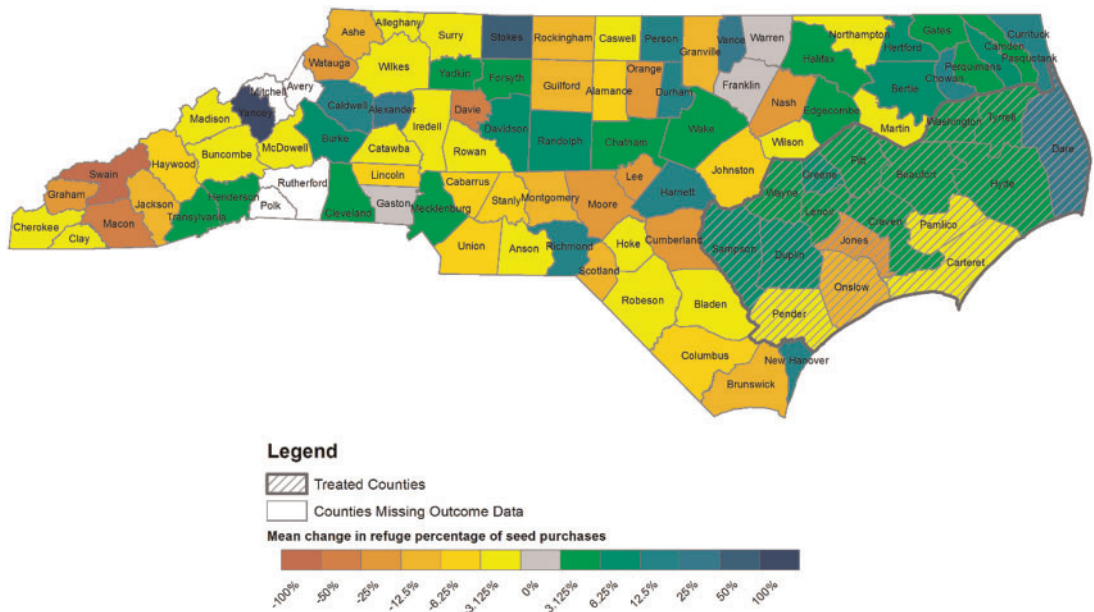 Alleghany
Ashe
Surry
Stokes
Rockingham
Caswell
Person
Granville
Vance
Warren
Northampton
Gates
Currituck
Camden
Pasquotank
Hertford
Perquimans
Chowan
Halifax
Bertie
Watauga
Wilkes
Yadkin
Forsyth
Guilford
Alamance
Orange
Durham
Franklin
Nash
Edgecombe
Martin
Washington
Tyrrell
Dare
Mitchell
Avery
Yancey
Caldwell
Alexander
Davie
Iredell
Davidson
Randolph
Chatham
Wake
Wilson
Madison
Buncombe
McDowell
Burke
Catawba
Rowan
Johnston
Greene
Pitt
Beaufort
Hyde
Swain
Haywood
Rutherford
Lincoln
Cabarrus
Lee
Harnett
Wayne
Lenoir
Craven
Pamlico
Graham
Jackson
Henderson
Transylvania
Polk
Cleveland
Gaston
Mecklenburg
Stanly
Montgomery
Moore
Cumberland
Sampson
Duplin
Jones
Carteret
Cherokee
Macon
Clay
Union
Anson
Richmond
Hoke
Scotland
Onslow
Robeson
Bladen
Pender
Columbus
New Hanover
Brunswick
Legend
Treated Counties
Counties Missing Outcome Data
Mean change in refuge percentage of seed purchases
-100%
-50%
-25%
-12.5%
-6.25%
-3.125%
0%
3.125%
6.25%
12.5%
25%
50%
100%